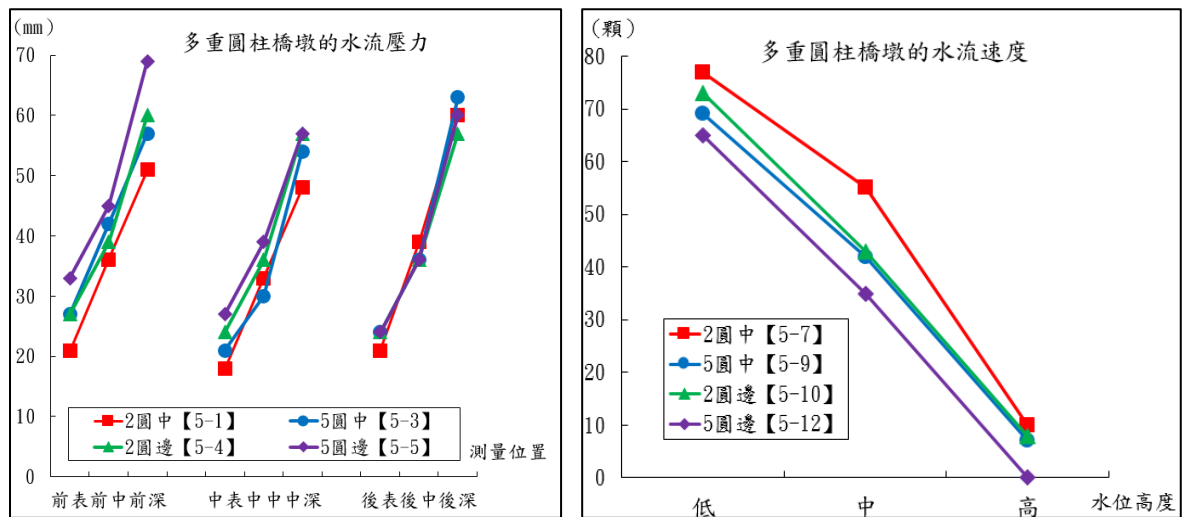 (mm)
多重圓柱橋墩的水流壓力
70
60
50
40
30
20
10
0
2圓中【5-1】
5圓中【5-3】
2圓邊【5-4】
5圓邊【5-5】
測量位置
前表前中前深
中表中中中深
後表後中後深
(顆)
多重圓柱橋墩的水流速度
80
70
60
50
40
30
20
10
0
2圓中【5-7】
5圓中【5-9】
2圓邊【5-10】
5圓邊【5-12】
低
中
高
水位高度